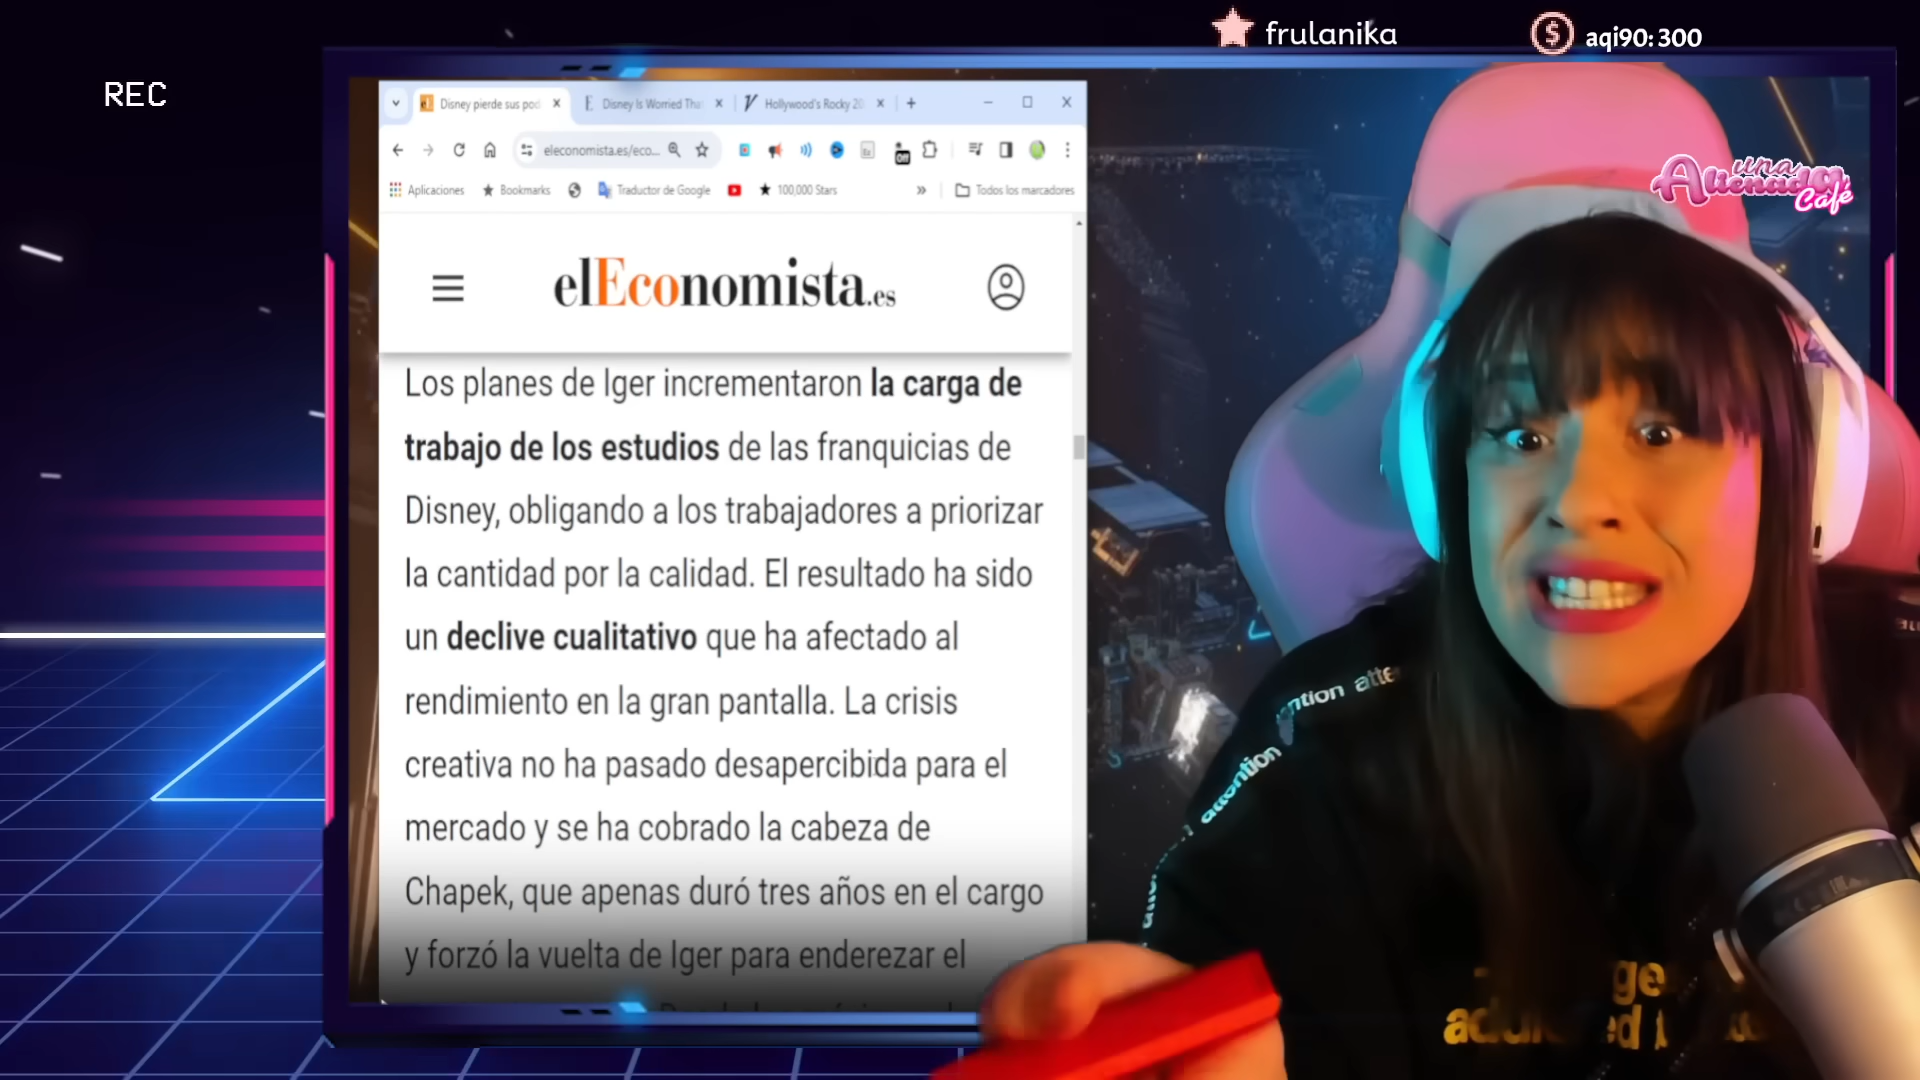 frulanika
aqi90: 300
REC
Disney pierde sus pod
Disney Is Worried Tha
Hollywood's Rocky 20
eleconomista.es/eco...
Off
Aplicaciones
Bookmarks
Traductor de Google
100,000 Stars
Todos los marcadores
una
Alienada
Café
elEconomista.es
Los planes de Iger incrementaron la carga de
trabajo de los estudios de las franquicias de
Disney, obligando a los trabajadores a priorizar
la cantidad por la calidad. El resultado ha sido
un declive cualitativo que ha afectado al
rendimiento en la gran pantalla. La crisis
creativa no ha pasado desapercibida para el
mercado y se ha cobrado la cabeza de
Chapek, que apenas duró tres años en el cargo
y forzó la vuelta de Iger para enderezar el
ntion atte
attention